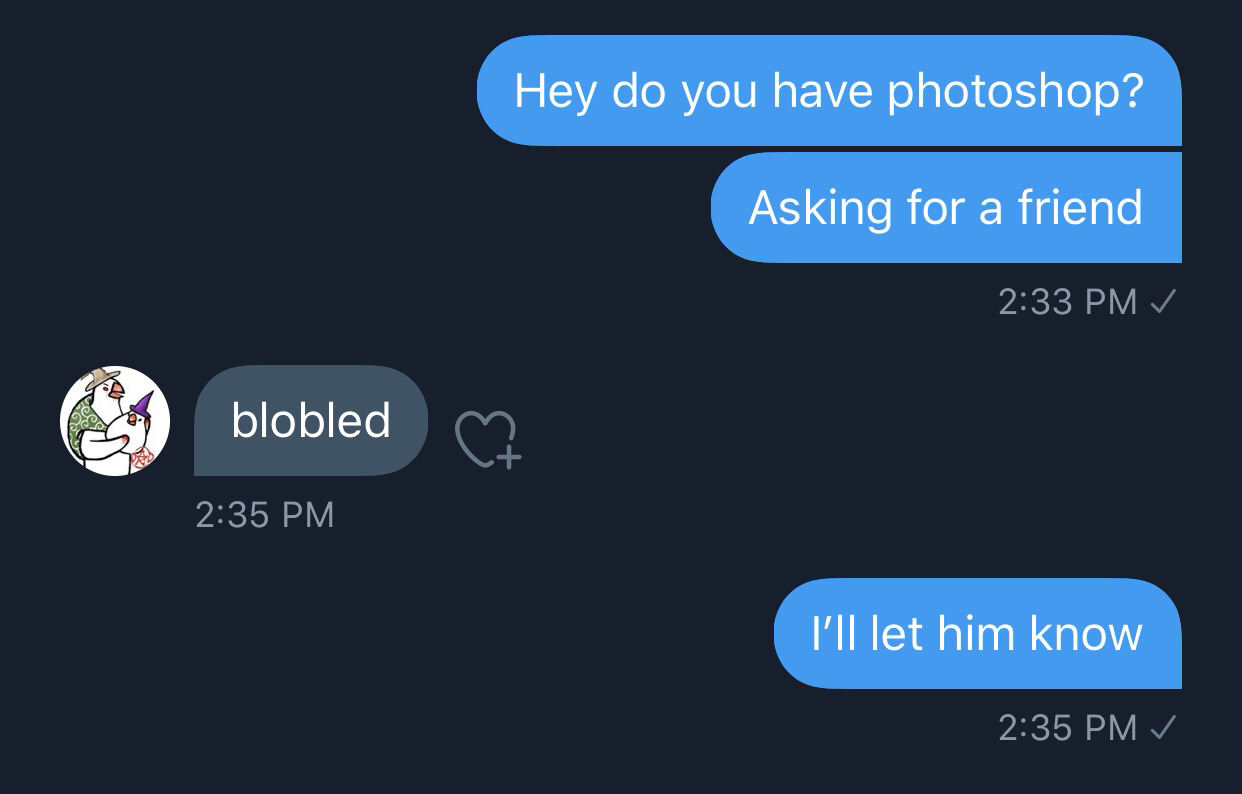 Hey do you have photoshop?
Asking for a friend
2:33 PM ✓
blobled
2:35 PM
I’ll let him know
2:35 PM ✓